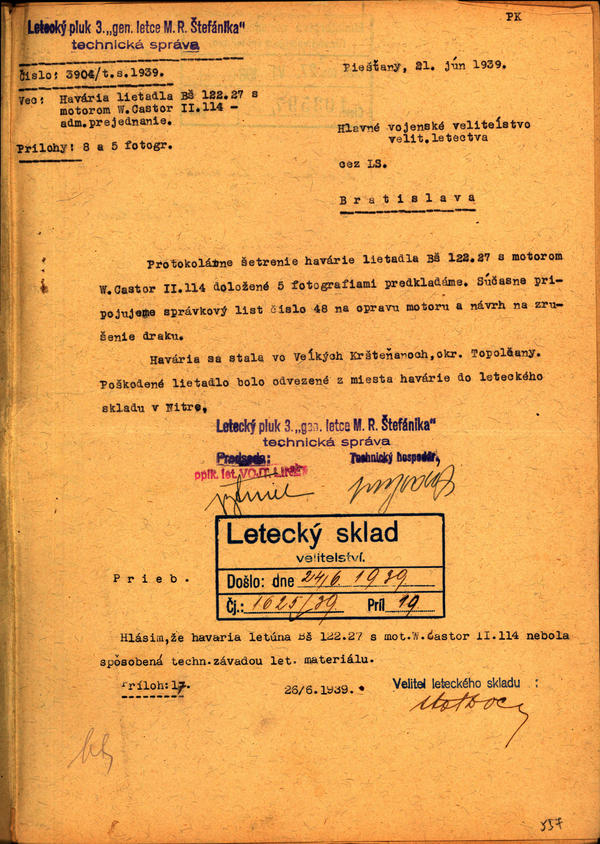 PK
Letecký pluk 3. „gen. letce M. R. Štefánika"
technická správa
Číslo: 3904/t.s.1939.
Piešťany, 21. jún 1939.
Vec: Havária lietadla Bš 122.27 s
motorom W.Castor II.114 -
adm.prejednanie.
Prílohy: 8 a 5 fotogr.
Hlavné vojenské veliteľstvo
velit.letectva
cez LS.
Bratislava
Protokolárne šetrenie havárie lietadla Bš 122.27 s motorom
W.Castor II.114 doložené 5 fotografiami predkladáme. Súčasne pri-
pojujeme správkový list číslo 48 na opravu motoru a návrh na zru-
šenie draku.
Havária sa stala vo Veľkých Kršteňanoch,okr. Topoľčany.
Poškodené lietadlo bolo odvezené z miesta havárie do leteckého
skladu v Nitre.
Letecký pluk 3. „gen. letce M. R. Štefánika"
technická správa
Predseda:
Technický hospodár,
pplk. let.
Letecký sklad
velitelství.
Došlo: dne 24/6. 1939
Čj.: 1625/39 Príl 19
Prieb.
Hlásim,že havaria letúna Bš 122.27 s mot.W.Castor II.114 nebola
spôsobená techn.závadou let. materiálu.
Príloh: 17.
26/6.1939.
Velitel leteckého skladu :
557